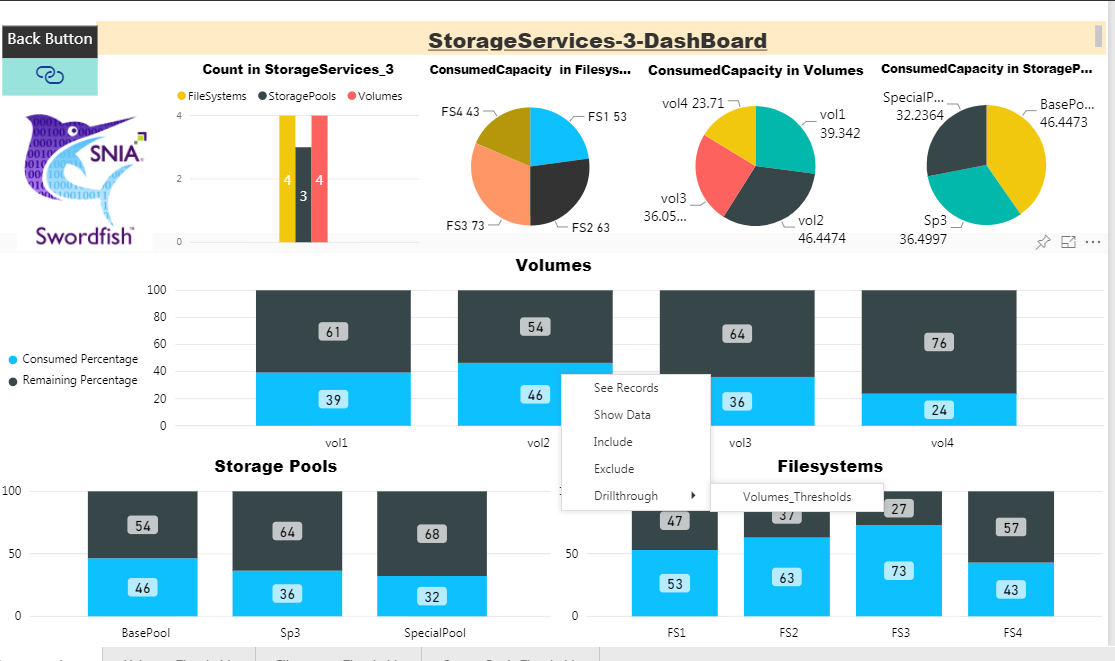 Back Button
StorageServices-3-DashBoard
Count in StorageServices_3
FileSystems StoragePools Volumes
4
2
0
4
3
4
ConsumedCapacity in Filesys...
FS4 43
FS1 53
FS3 73
FS2 63
ConsumedCapacity in Volumes
vol4 23.71
vol1
39.342
vol3
36.05...
vol2
46.4474
ConsumedCapacity in StorageP...
SpecialP...
32.2364
BasePo...
46.4473
Sp3
36.4997
SNIA
Swordfish
Volumes
Consumed Percentage
Remaining Percentage
100
80
60
40
20
0
61
54
64
76
39
46
36
24
vol1
vol2
vol3
vol4
See Records
Show Data
Include
Exclude
Drillthrough
Volumes_Thresholds
Storage Pools
100
50
0
54
64
68
46
36
32
BasePool
Sp3
SpecialPool
Filesystems
50
0
47
37
27
57
53
63
73
43
FS1
FS2
FS3
FS4